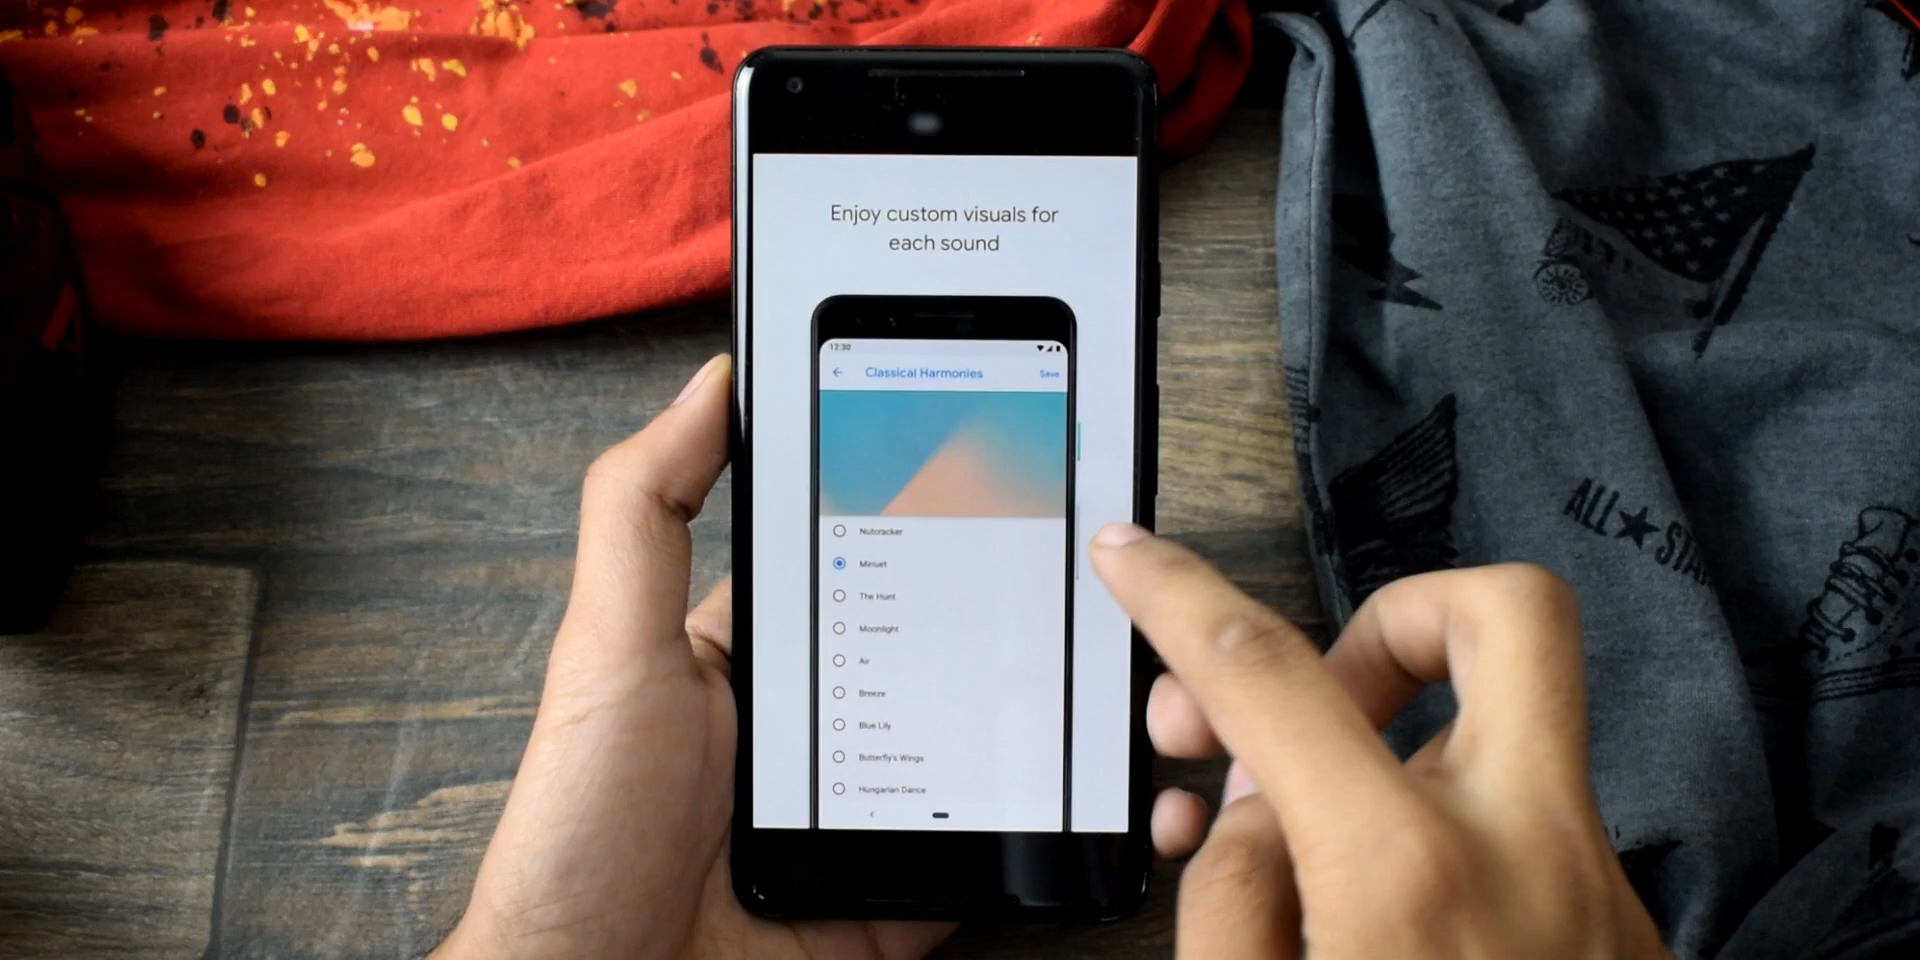 Enjoy custom visuals for
each sound
12:30
Classical Harmonies
Save
Nutcracker
Minuet
The Hunt
Moonlight
Air
Breeze
Blue Lily
Butterfly's Wings
Hungarian Dance
ALL★STAR